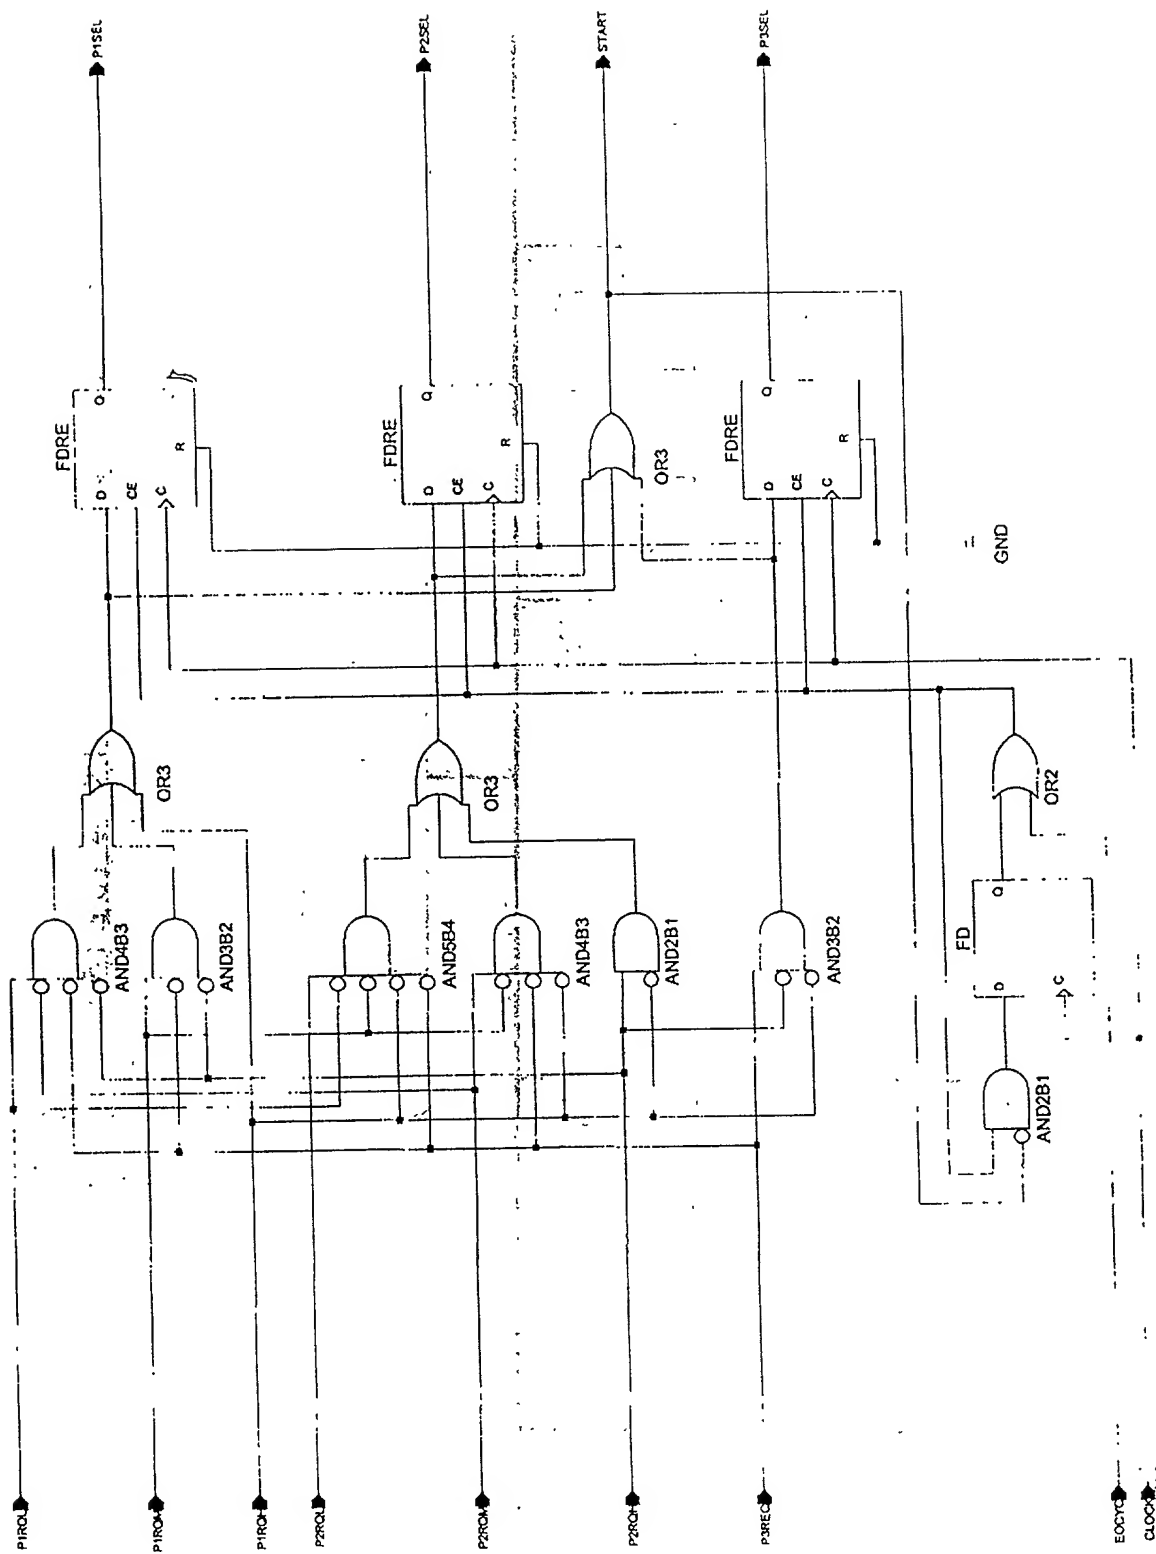 P1SEL
P2SEL
START
P3SEL
FDRE
D
Q
CE
C
R
FDRE
D
Q
CE
C
R
OR3
FDRE
D
Q
CE
C
R
GND
OR3
OR3
OR2
AND4B3
AND3B2
AND5B4
AND4B3
AND2B1
AND3B2
FD
D
Q
C
AND2B1
P1RQL
P1RQM
P1RQH
P2RQL
P2RQM
P2RQH
EOCYC
CLOCK